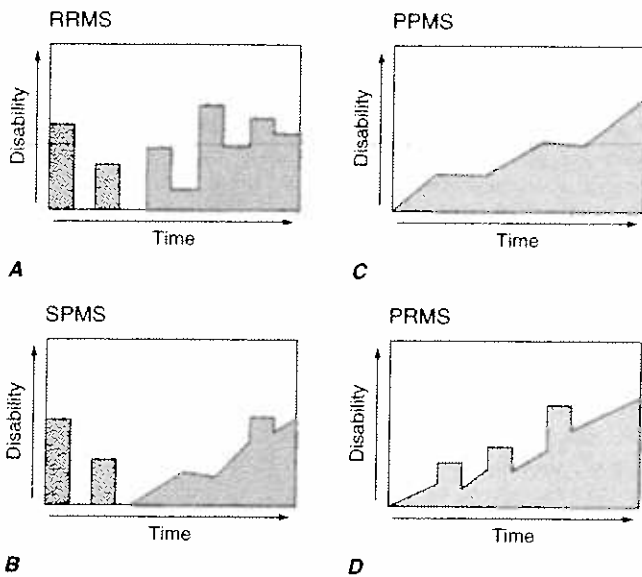 RRMS
Disability
Time
A
PPMS
Disability
Time
C
SPMS
Disability
Time
B
PRMS
Disability
Time
D